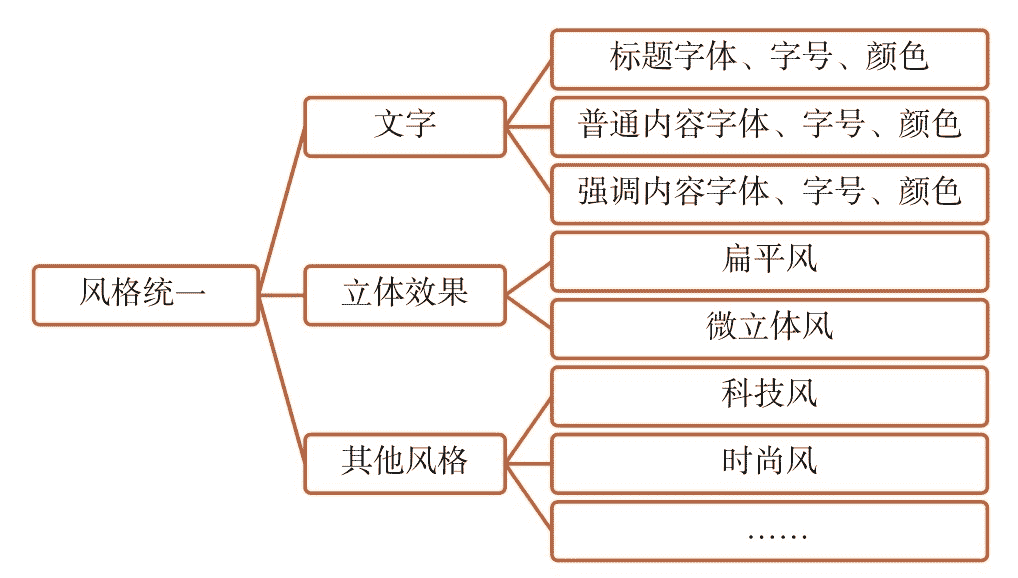 风格统一
文字
标题字体、字号、颜色
普通内容字体、字号、颜色
强调内容字体、字号、颜色
立体效果
扁平风
微立体风
其他风格
科技风
时尚风
……